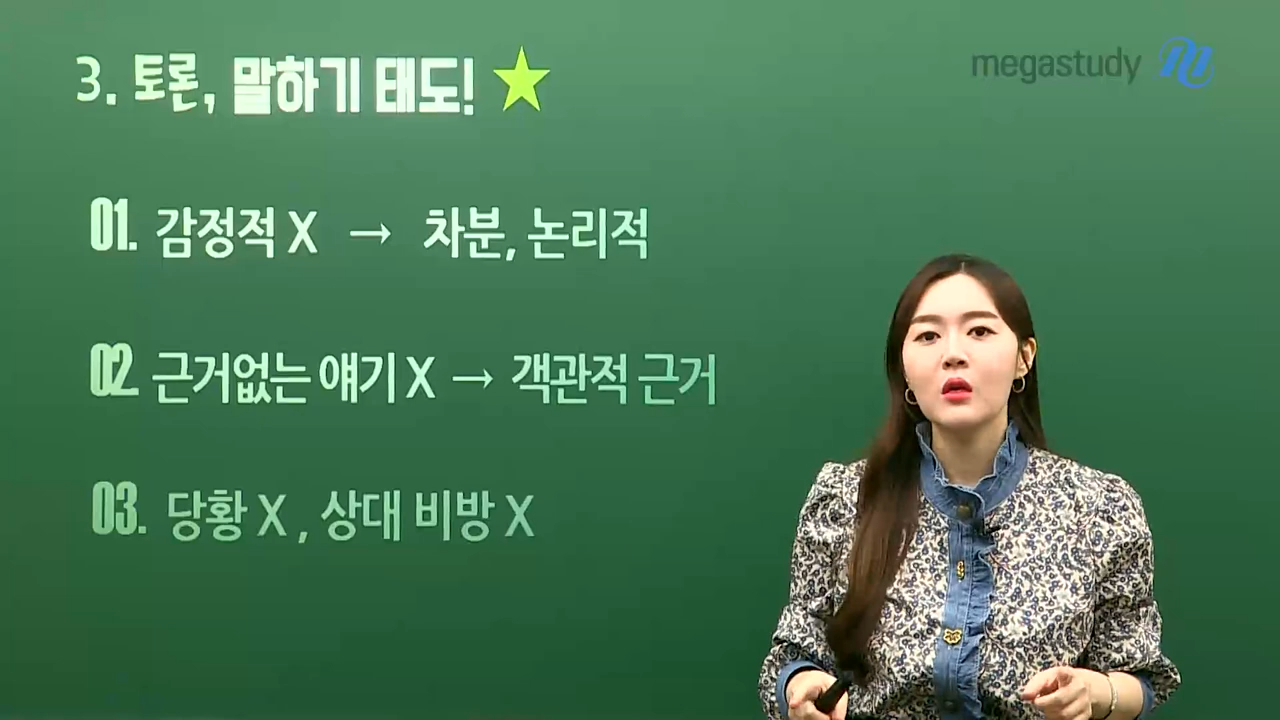 3. 토론, 말하기 태도!
megastudy
01. 감정적 X → 차분, 논리적
02. 근거없는 얘기 X → 객관적 근거
03. 당황 X, 상대 비방 X